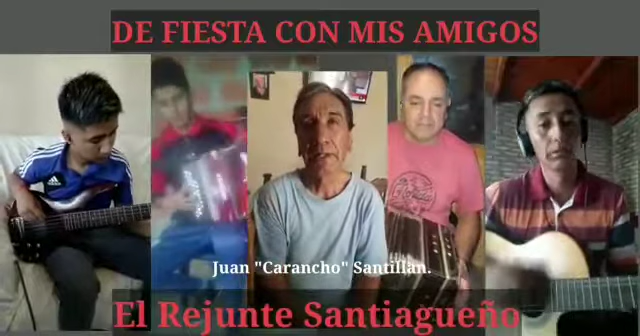 DE FIESTA CON MIS AMIGOS
Juan "Carancho" Santillan.
El Rejunte Santiagueño